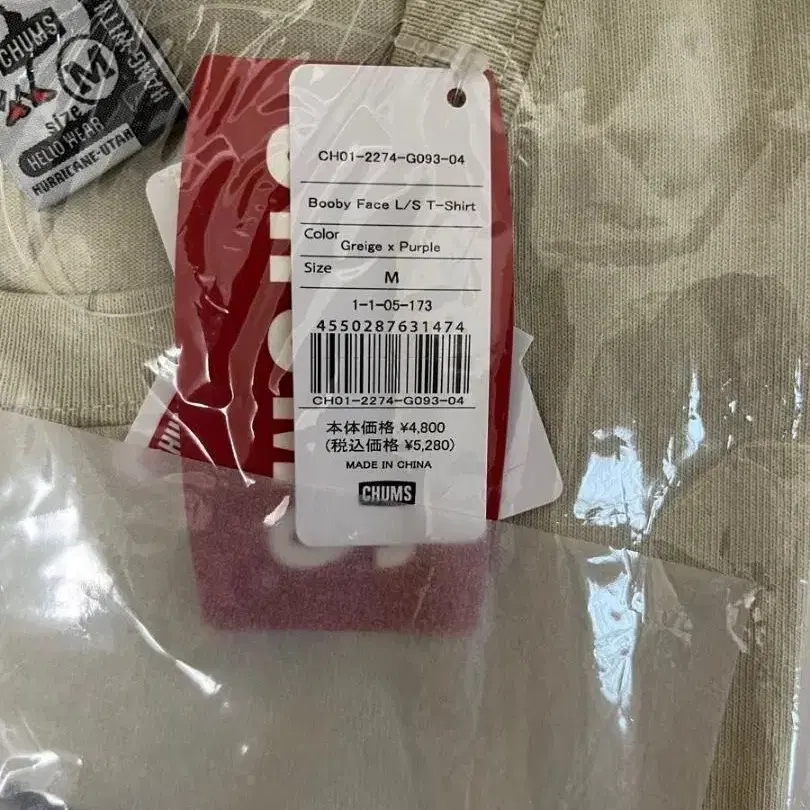 CHUMS
M
size
HELLO WEAR
HURRICANE-UTAH
CH01-2274-G093-04
Booby Face L/S T-Shirt
Color
Greige x Purple
Size
M
1-1-05-173
4550287631474
CH01-2274-G093-04
本体価格 ¥4,800
(税込価格 ¥5,280)
MADE IN CHINA
CHUMS